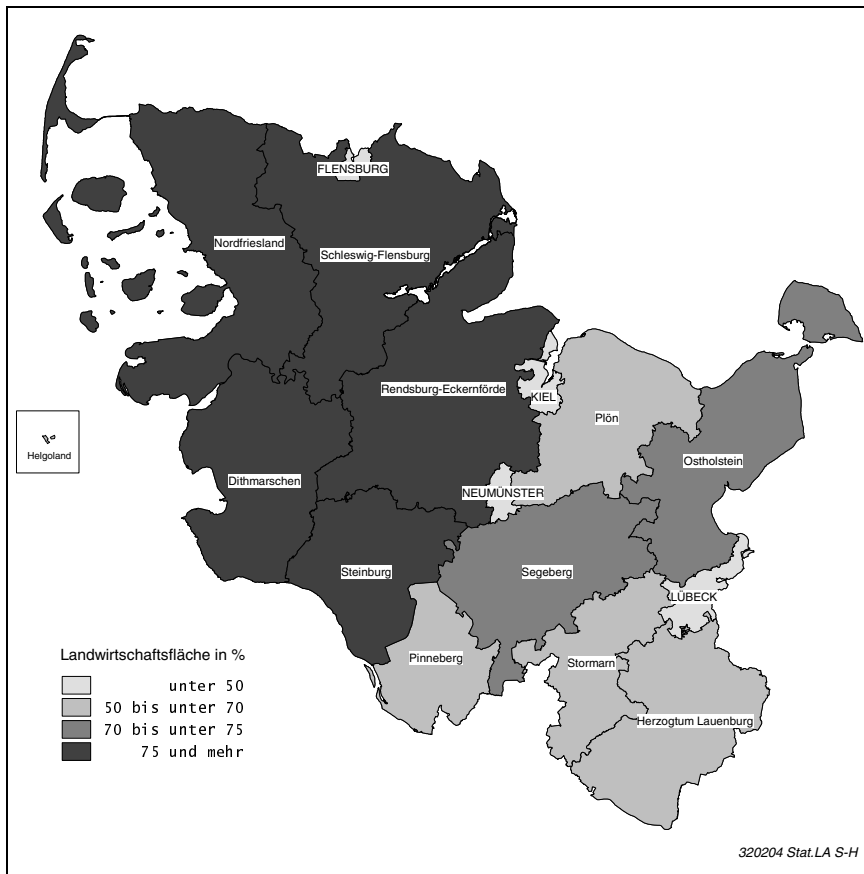 FLENSBURG
Nordfriesland
Schleswig-Flensburg
Rendsburg-Eckernförde
KIEL
Plön
Helgoland
Ostholstein
Dithmarschen
NEUMÜNSTER
Steinburg
Segeberg
LÜBECK
Pinneberg
Stormarn
Herzogtum Lauenburg
Landwirtschaftsfläche in %
unter 50
50 bis unter 70
70 bis unter 75
75 und mehr
320204 Stat.LA S-H